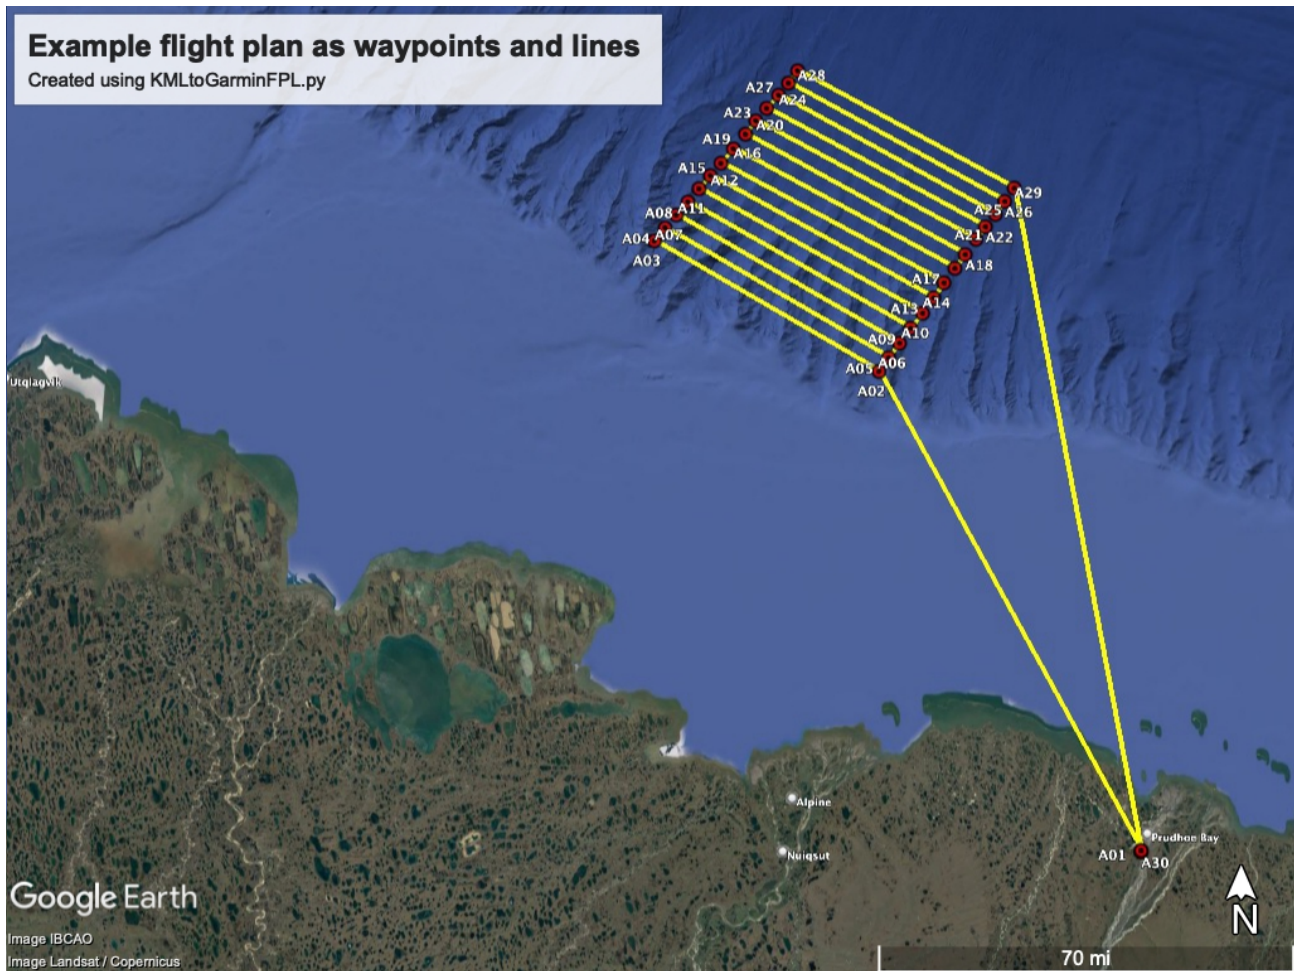 Example flight plan as waypoints and lines
Created using KMLtoGarminFPL.py
A28
A27
A24
A23
A20
A19
A16
A15
A12
A11
A08
A07
A04
A03
A29
A25
A26
A21
A22
A18
A17
A14
A13
A10
A09
A06
A05
A02
Utqiagvik
Alpine
Prudhoe Bay
Nuiqsut
A01
A30
Google Earth
N
Image IBCAO
70 mi
Image Landsat / Copernicus